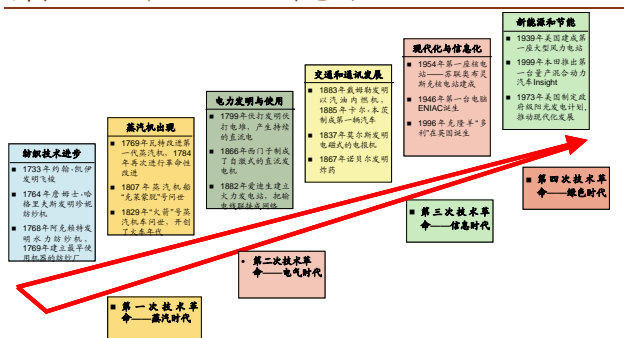 纺织技术进步
■ 1733年约翰·凯伊
发明飞梭
■ 1764年詹姆士·哈
格里夫斯发明珍妮
纺纱机
■ 1768年阿克赖特发
明水力纺纱机,
1769年建立最早使
用机器的纺纱厂
蒸汽机出现
■ 1769年瓦特改进第
一代蒸汽机,1784
年再次进行革命性
改进
■ 1807年蒸汽机船
“克莱蒙脱”号问世
■ 1829年“火箭”号蒸
汽机车问世,开创
了火车年代
电力发明与使用
■ 1799年伏打发明伏
打电堆,产生持续
的直流电
■ 1866年西门子制成
了自激式的直流发
电机
■ 1882年爱迪生建立
火力发电站,把输
电线联接成网络
交通和通讯发展
■ 1883年戴姆勒发明
以汽油内燃机,
1885年卡尔·本茨
制成第一辆汽车
■ 1837年莫尔斯发明
电磁式的电报机
■ 1867年诺贝尔发明
炸药
现代化与信息化
■ 1954年第一座核电
站——苏联奥布灵
斯克核电站建成
■ 1946年第一台电脑
ENIAC诞生
■ 1996年克隆羊“多
利”在英国诞生
新能源和节能
■ 1939年美国建成第
一座大型风力电站
■ 1999年本田推出第
一台量产混合动力
汽车Insight
■ 1973年美国制定政
府级阳光发电计划,
推动现代化发展
■ 第一次技术革
命——蒸汽时代
• 第二次技术革
命——电气时代
■ 第三次技术革
命——信息时代
■ 第四次技术革
命——绿色时代